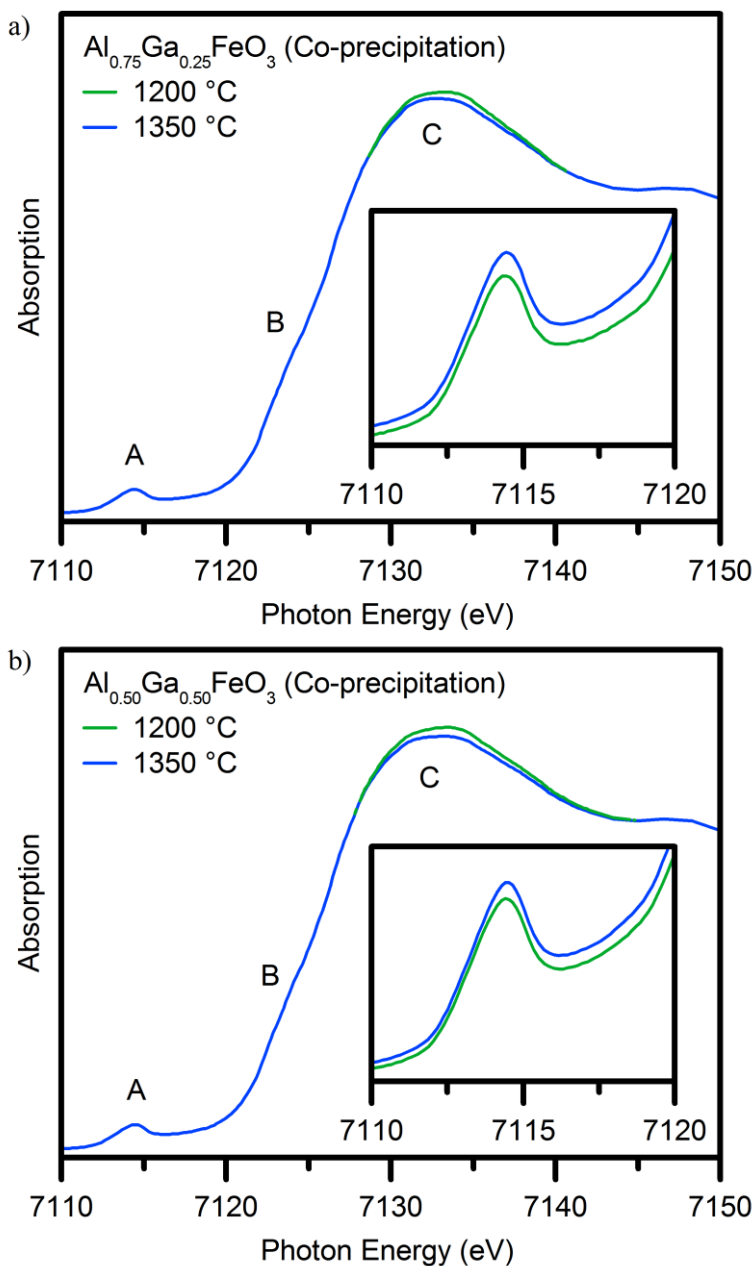 a)
Al0.75Ga0.25FeO3 (Co-precipitation)
1200 °C
1350 °C
C
B
A
Absorption
7110 7115 7120
7110 7120 7130 7140 7150
Photon Energy (eV)
b)
Al0.50Ga0.50FeO3 (Co-precipitation)
1200 °C
1350 °C
C
B
A
Absorption
7110 7115 7120
7110 7120 7130 7140 7150
Photon Energy (eV)